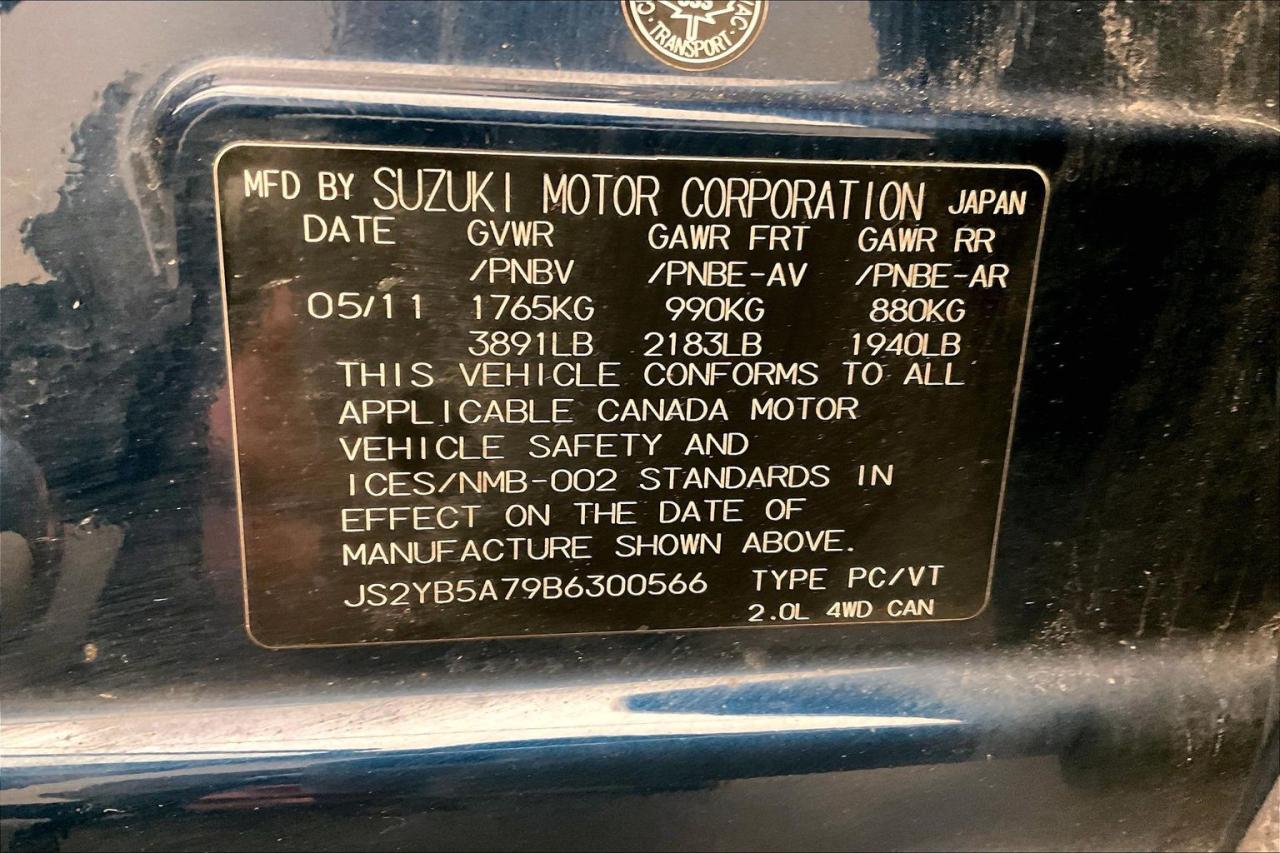 TRANSPORT
MFD BY SUZUKI MOTOR CORPORATION JAPAN
DATE GVWR GAWR FRT GAWR RR
/PNBV /PNBE-AV /PNBE-AR
05/11 1765KG 990KG 880KG
3891LB 2183LB 1940LB
THIS VEHICLE CONFORMS TO ALL
APPLICABLE CANADA MOTOR
VEHICLE SAFETY AND
ICES/NMB-002 STANDARDS IN
EFFECT ON THE DATE OF
MANUFACTURE SHOWN ABOVE.
JS2YB5A79B6300566 TYPE PC/VT
2.0L 4WD CAN